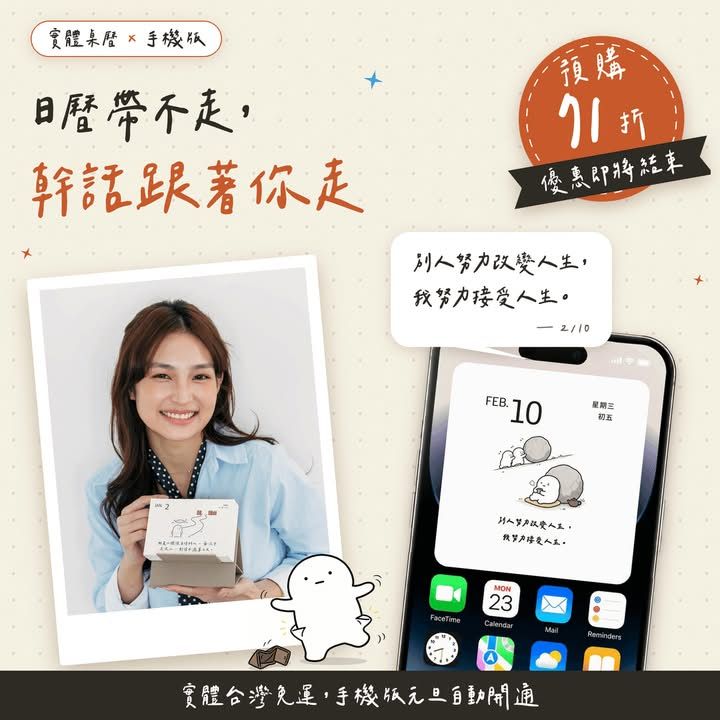 實體桌曆 × 手機版
日曆帶不走，
幹話跟著你走
預購
71折
優惠即將結束
別人努力改變人生，
我努力接受人生。
— 2/10
FEB. 10
星期三
初五
別人努力改變人生，
我努力接受人生。
JAN 2
FaceTime
MON
23
Calendar
Mail
Reminders
實體台灣免運，手機版元旦自動開通